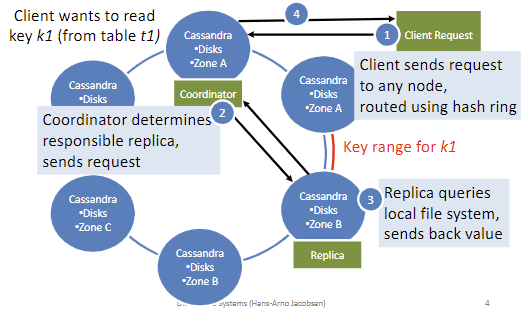 Client wants to read
key k1 (from table t1)
Cassandra
•Disks
•Zone A
Coordinator
4
1
Client Request
Client sends request
to any node,
routed using hash ring
Cassandra
•Disks
•Zone A
Cassandra
•Disks
Coordinator determines
responsible replica,
sends request
2
Key range for k1
Cassandra
•Disks
•Zone B
Replica
3
Replica queries
local file system,
sends back value
Cassandra
•Disks
•Zone C
Cassandra
•Disks
•Zone B
Systems (Hans-Arno Jacobsen)
4